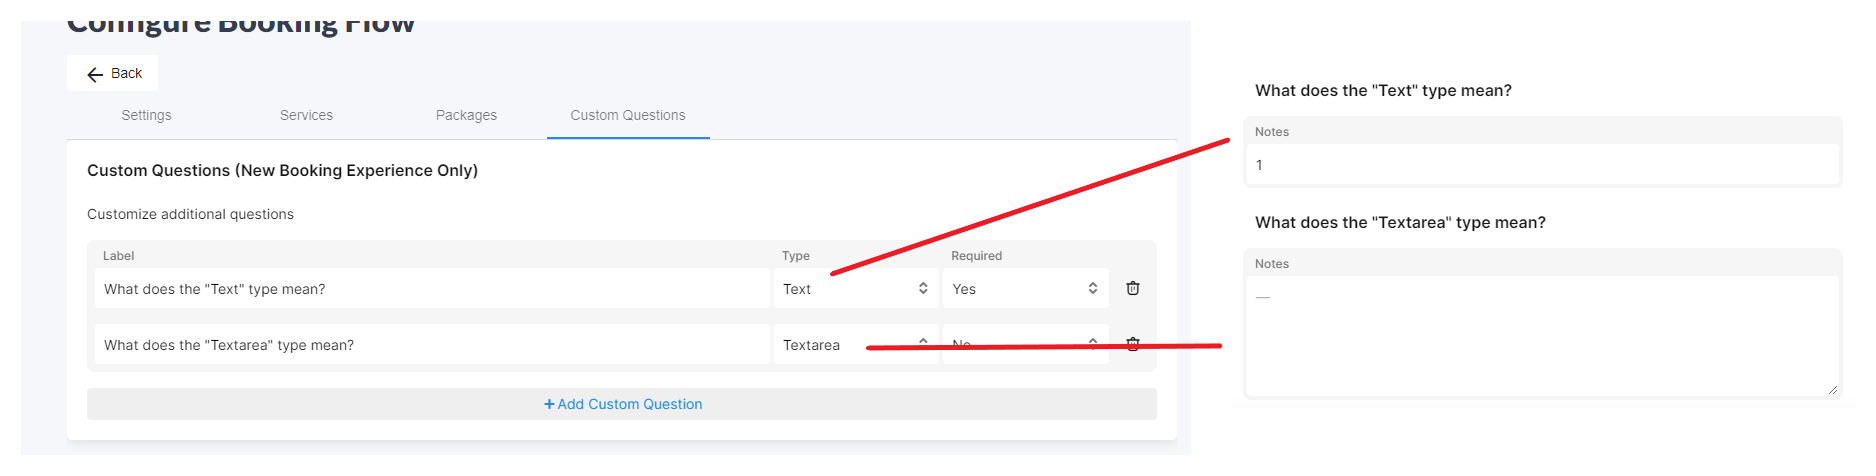 Configure Booking Flow
Back
Settings Services Packages Custom Questions
Custom Questions (New Booking Experience Only)
Customize additional questions
Label Type Required
What does the "Text" type mean? Text Yes
What does the "Textarea" type mean? Textarea No
+ Add Custom Question
What does the "Text" type mean?
Notes
1
What does the "Textarea" type mean?
Notes
—